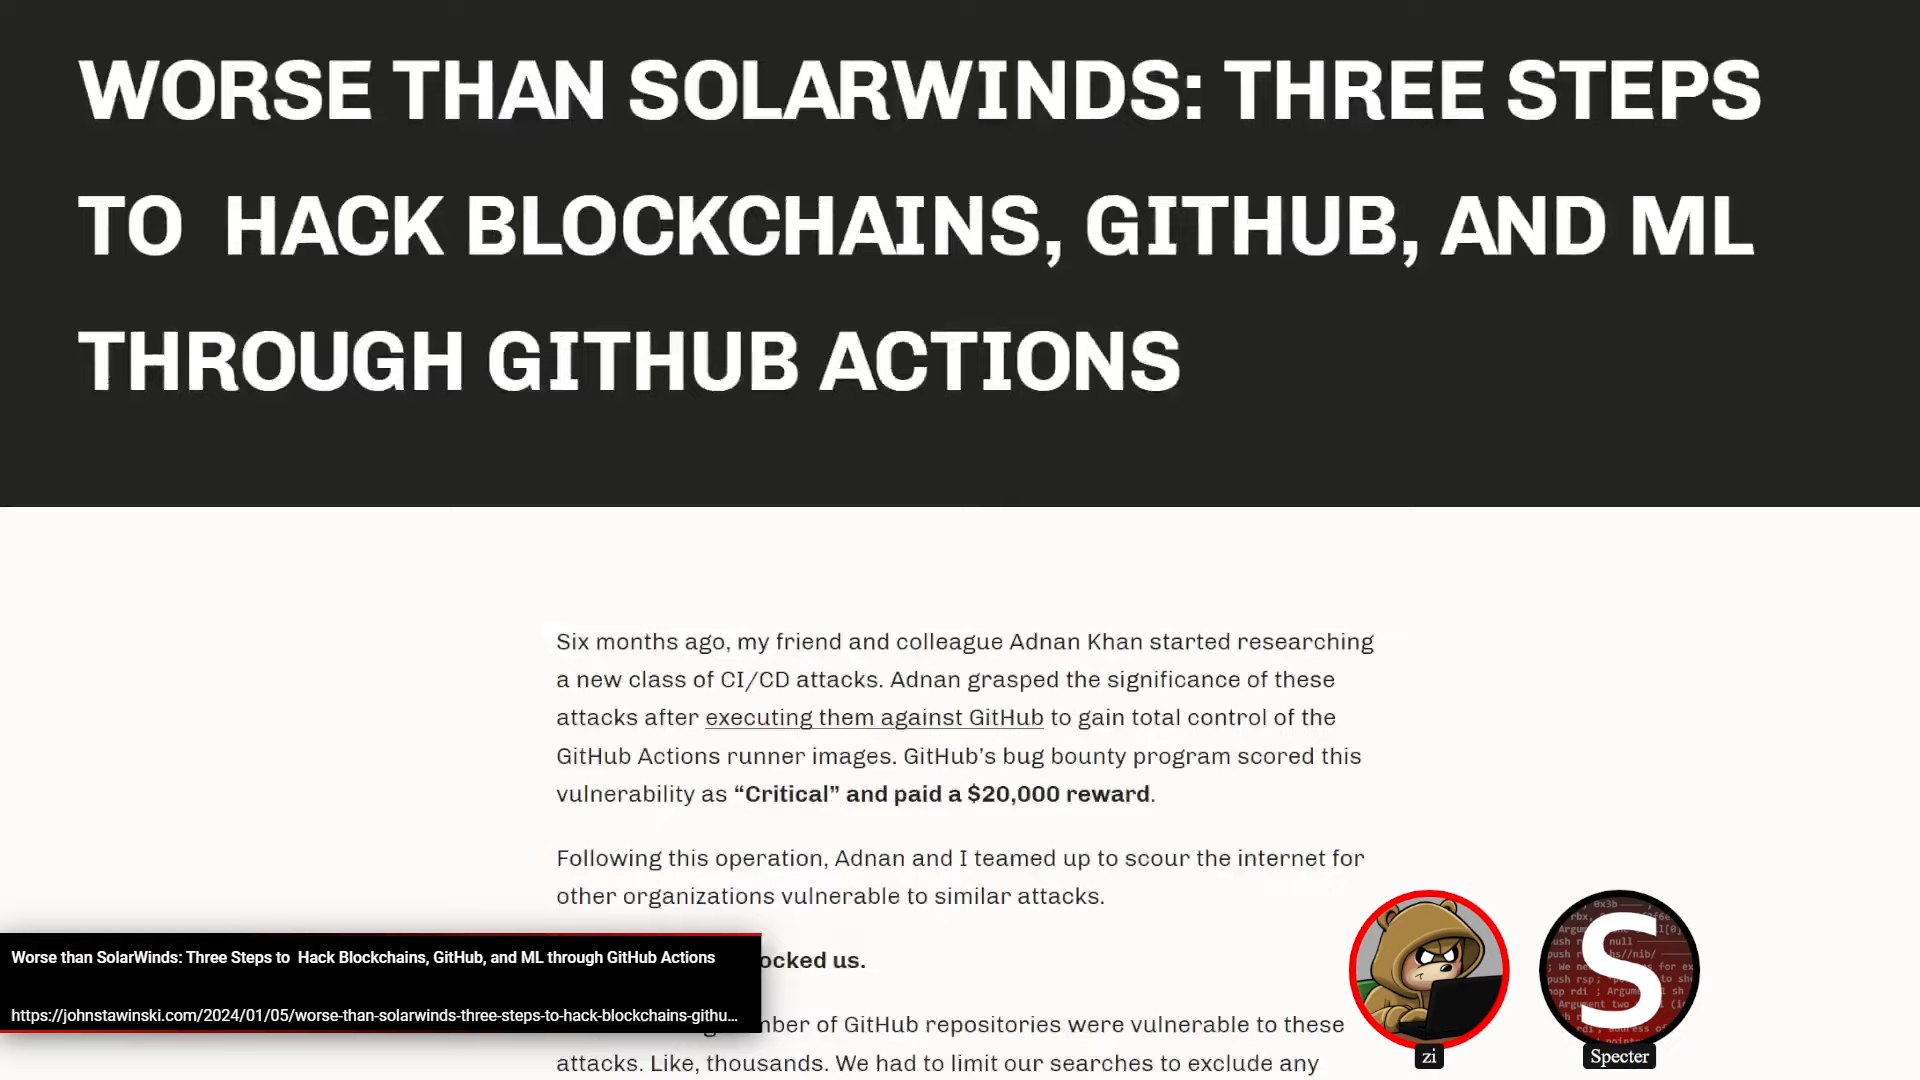 WORSE THAN SOLARWINDS: THREE STEPS
TO HACK BLOCKCHAINS, GITHUB, AND ML
THROUGH GITHUB ACTIONS
Six months ago, my friend and colleague Adnan Khan started researching
a new class of CI/CD attacks. Adnan grasped the significance of these
attacks after executing them against GitHub to gain total control of the
GitHub Actions runner images. GitHub’s bug bounty program scored this
vulnerability as “Critical” and paid a $20,000 reward.
Following this operation, Adnan and I teamed up to scour the internet for
other organizations vulnerable to similar attacks.
ocked us.
of GitHub repositories were vulnerable to these
attacks. Like, thousands. We had to limit our searches to exclude any
Worse than SolarWinds: Three Steps to Hack Blockchains, GitHub, and ML through GitHub Actions
https://johnstawinski.com/2024/01/05/worse-than-solarwinds-three-steps-to-hack-blockchains-githu...
zi
S
Specter